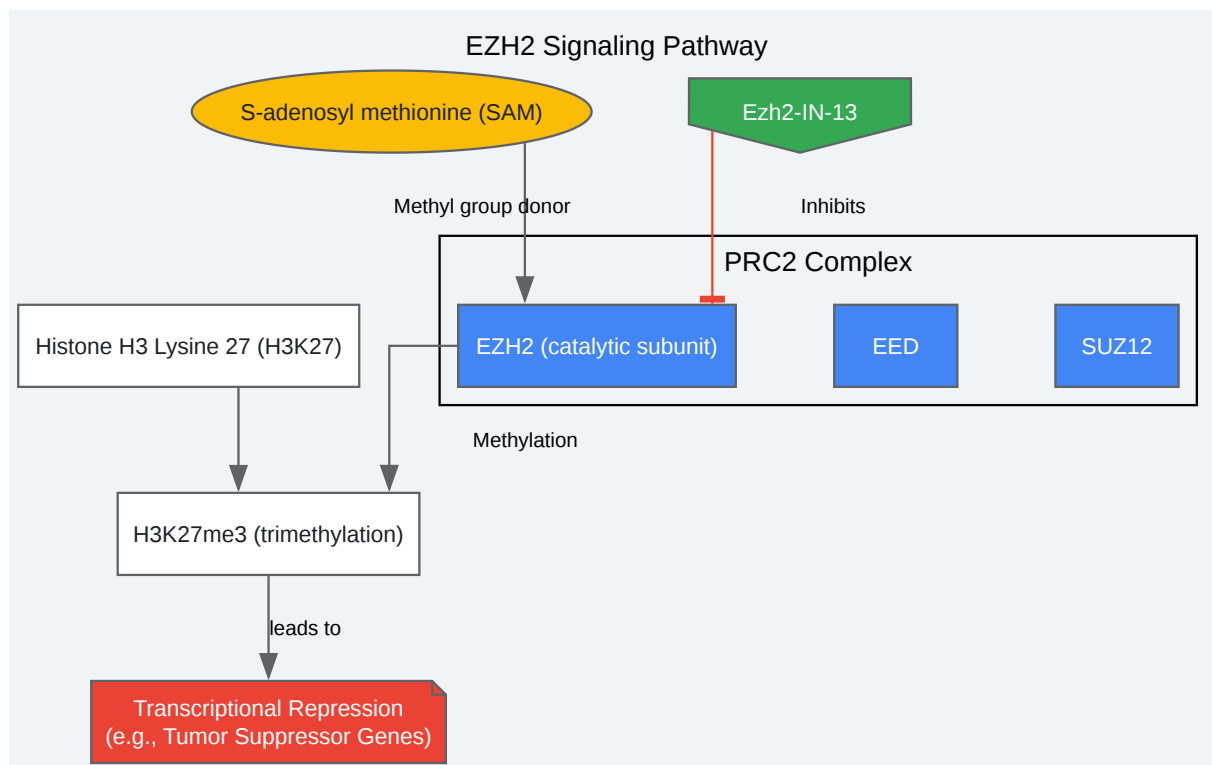 EZH2 Signaling Pathway
S-adenosyl methionine (SAM)
Ezh2-IN-13
Methyl group donor
Inhibits
PRC2 Complex
Histone H3 Lysine 27 (H3K27)
EZH2 (catalytic subunit)
EED
SUZ12
Methylation
H3K27me3 (trimethylation)
leads to
Transcriptional Repression
(e.g., Tumor Suppressor Genes)